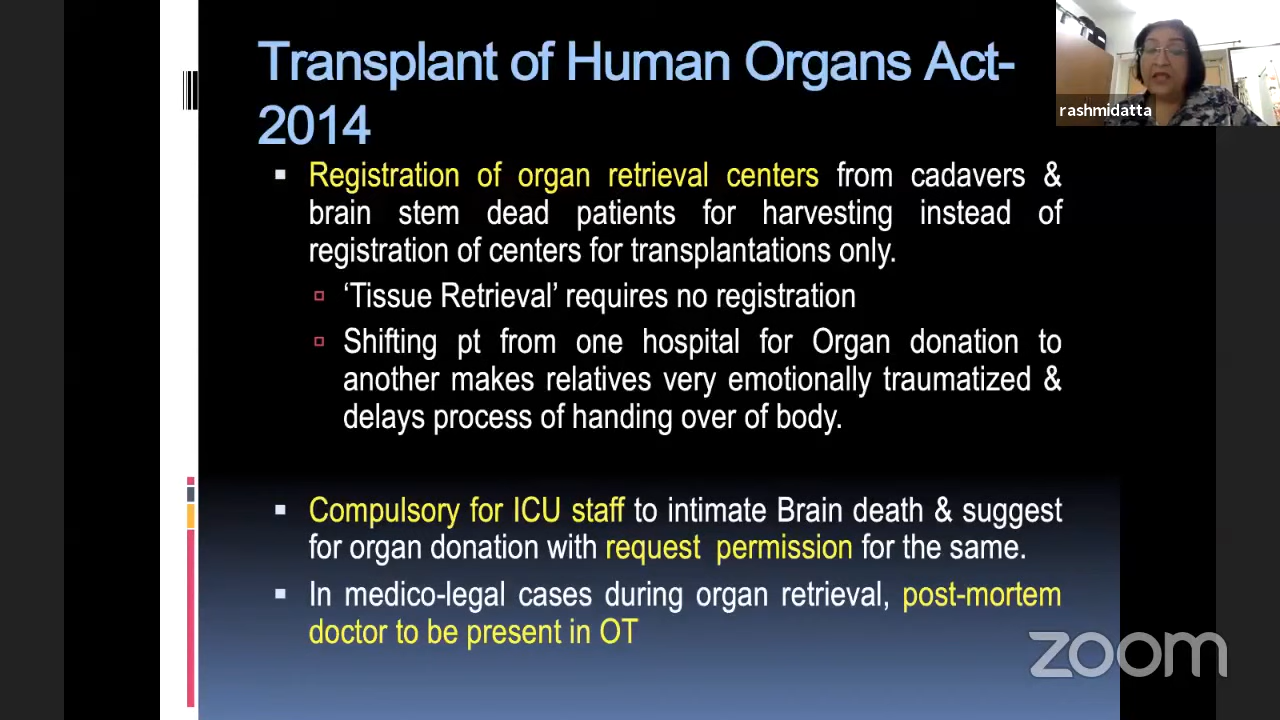 Transplant of Human Organs Act-
2014
rashmidatta
Registration of organ retrieval centers from cadavers &
brain stem dead patients for harvesting instead of
registration of centers for transplantations only.
‘Tissue Retrieval’ requires no registration
Shifting pt from one hospital for Organ donation to
another makes relatives very emotionally traumatized &
delays process of handing over of body.
Compulsory for ICU staff to intimate Brain death & suggest
for organ donation with request permission for the same.
In medico-legal cases during organ retrieval, post-mortem
doctor to be present in OT
zoom